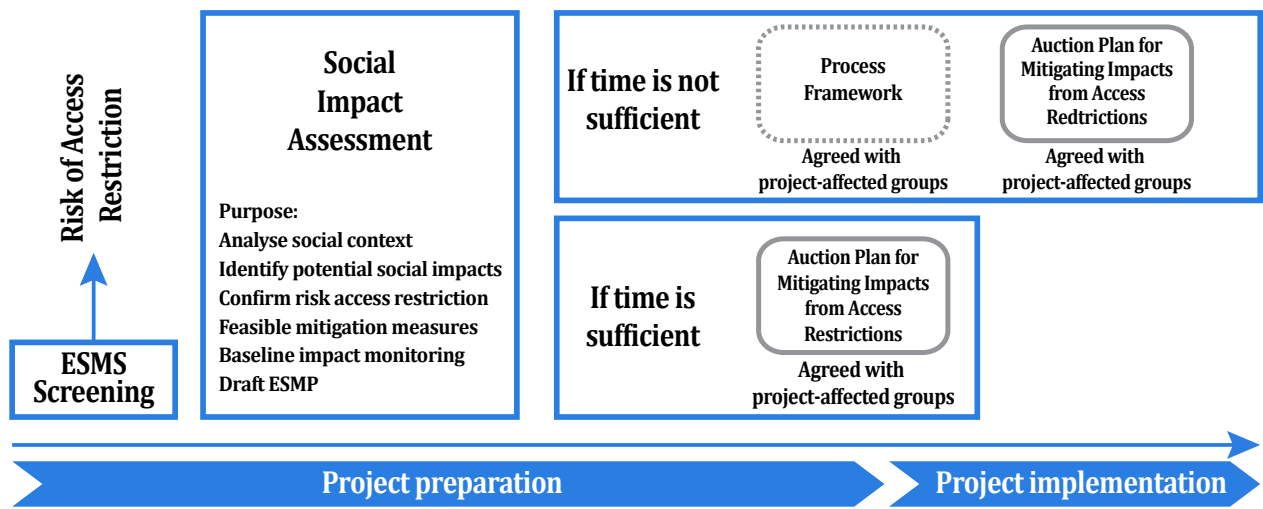 Risk of Access
Restriction
ESMS
Screening
Social
Impact
Assessment
Purpose:
Analyse social context
Identify potential social impacts
Confirm risk access restriction
Feasible mitigation measures
Baseline impact monitoring
Draft ESMP
If time is not
sufficient
Process
Framework
Agreed with
project-affected groups
Auction Plan for
Mitigating Impacts
from Access
Redtrictions
Agreed with
project-affected groups
If time is
sufficient
Auction Plan for
Mitigating Impacts
from Access
Restrictions
Agreed with
project-affected groups
Project preparation
Project implementation